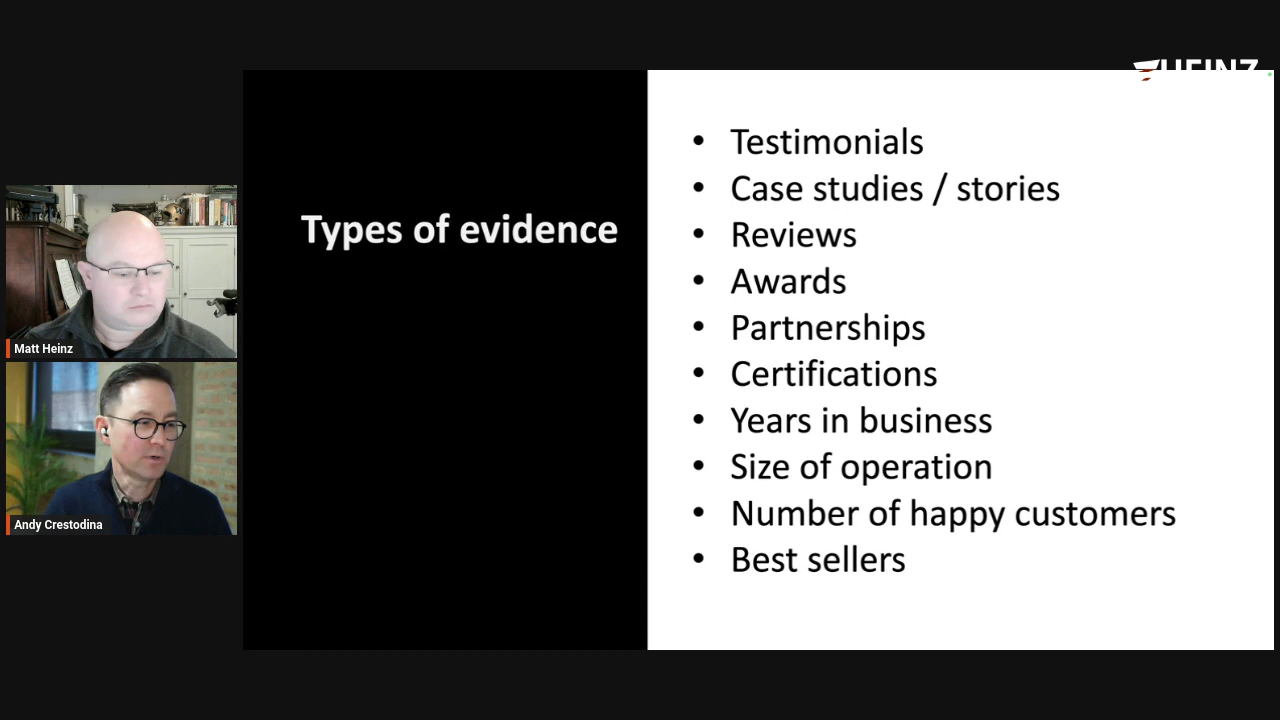 HEINZ
Types of evidence
• Testimonials
• Case studies / stories
• Reviews
• Awards
• Partnerships
• Certifications
• Years in business
• Size of operation
• Number of happy customers
• Best sellers
Matt Heinz
Andy Crestodina